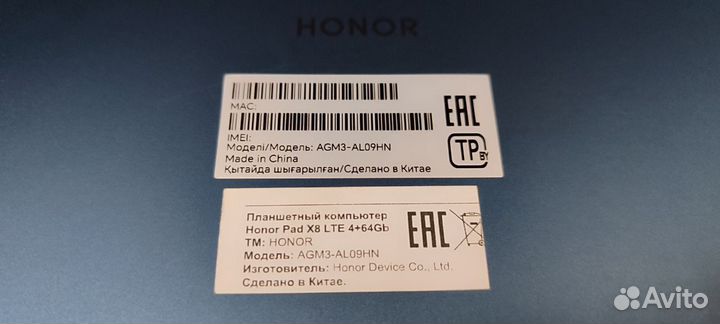 HONOR
MAC:
IMEI:
Моделі/Модель: AGM3-AL09HN
Made in China
Қытайда шығарылған/Сделано в Китае
EAC
TP BY
Планшетный компьютер
Honor Pad X8 LTE 4+64Gb
TM: HONOR
Модель: AGM3-AL09HN
Изготовитель: Honor Device Co., Ltd.
Сделано в Китае.
EAC
Avito